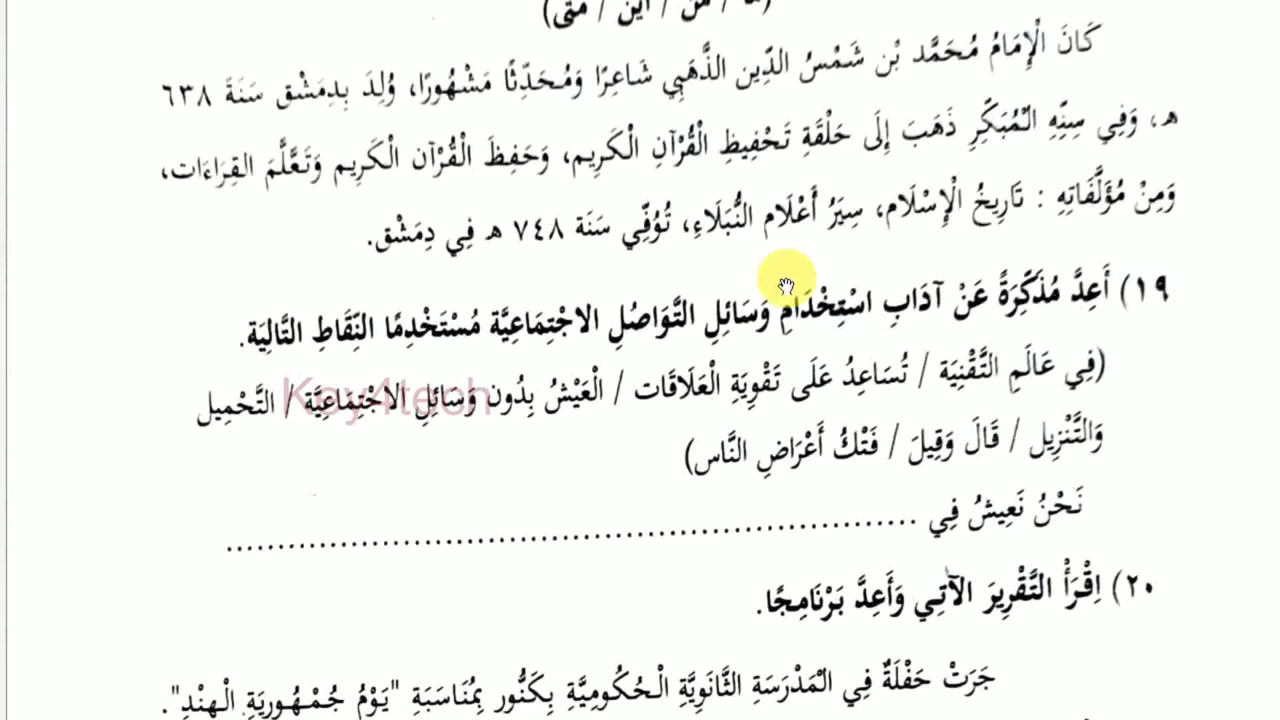 (مَا / مَنْ / أَيْنَ / مَتَى)
كَانَ الْإِمَامُ مُحَمَّد بْن شَمْسُ الدِّين الذَّهَبِي شَاعِرًا وَمُحَدِّثًا مَشْهُورًا، وُلِدَ بِدِمَشْق سَنَةَ ٦٣٨
هـ، وَفِي سِنِّهِ الْمُبَكِّرِ ذَهَبَ إِلَى حَلْقَةِ تَحْفِيظِ الْقُرْآنِ الْكَرِيم، وَحَفِظَ الْقُرْآن الْكَرِيم وَتَعَّلَّمَ القِرَاءَات،
وَمِنْ مُؤَلَّفَاتِهِ : تَارِيخُ الْإِسْلَام، سِيَرُ أَعْلَام النُّبَلَاءِ، تُوُفِّي سَنَة ٧٤٨ هـ فِي دِمَشْق.
١٩) أَعِدَّ مُذَكِّرَةً عَنْ آدَابِ اسْتِخْدَامِ وَسَائِلِ التَّوَاصُلِ الاجْتِمَاعِيَّة مُسْتَخْدِمًا النِّقَاطِ التَّالِيَة.
(فِي عَالَمِ التَّقْنِيَة / تُسَاعِدُ عَلَى تَقْوِيَةِ الْعَلَاقَات / الْعَيْشُ بِدُون وَسَائِلِ الاجْتِمَاعِيَّة / التَّحْمِيل
Key4tech
وَالتَّنْزِيل / قَالَ وَقِيلَ / فَتْكُ أَعْرَاضِ النَّاس)
نَحْنُ نَعِيشُ فِي ..........................................................
٢٠) اِقْرَأْ التَّقْرِيرَ الآتِي وَأَعِدَّ بَرْنَامِجًا.
جَرَتْ حَفْلَةٌ فِي الْمَدْرَسَةِ الثَّانَوِيَّةِ الْحُكُومِيَّةِ بِكَنُّور بِمُنَاسَبَةِ "يَوْمُ جُمْهُورِيَةِ الْهِنْدِ".